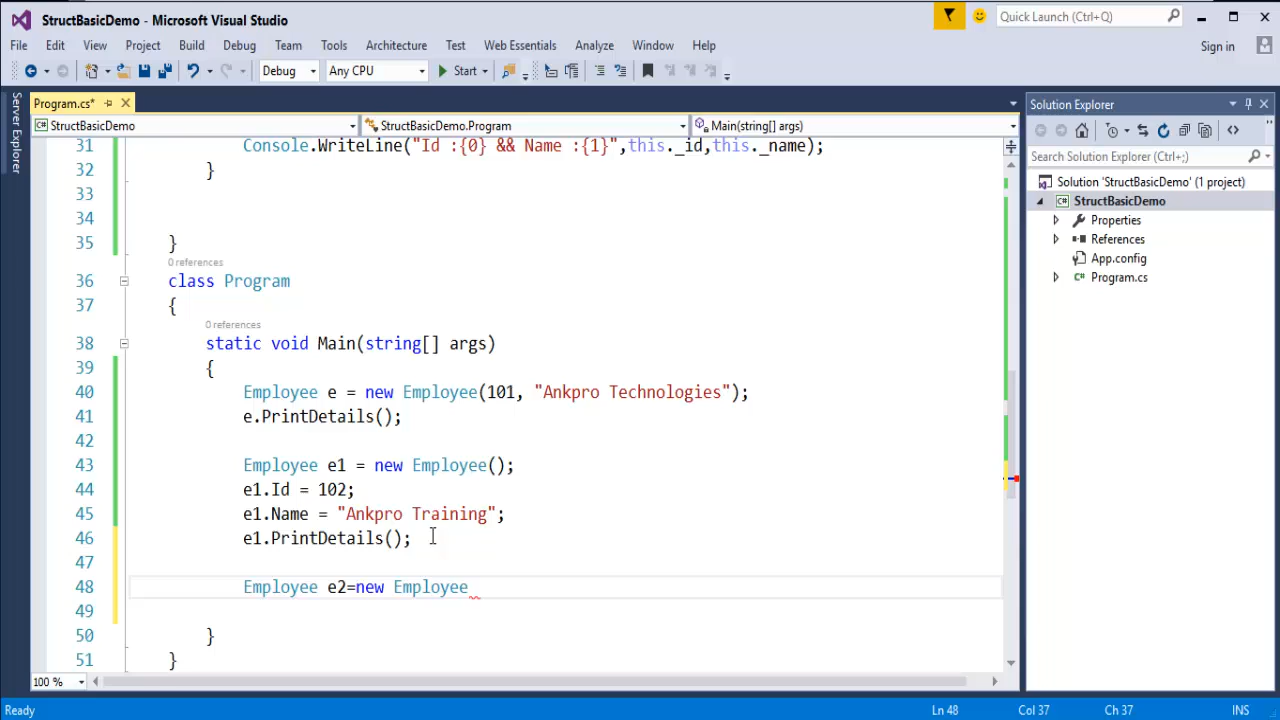 StructBasicDemo - Microsoft Visual Studio
Quick Launch (Ctrl+Q)
File Edit View Project Build Debug Team Tools Architecture Test Web Essentials Analyze Window Help
Sign in
Debug Any CPU Start
Server Explorer
Program.cs*
StructBasicDemo StructBasicDemo.Program Main(string[] args)
31 Console.WriteLine("Id :{0} && Name :{1}",this._id,this._name);
32 }
33
34
35 }
0 references
36 class Program
37 {
0 references
38 static void Main(string[] args)
39 {
40 Employee e = new Employee(101, "Ankpro Technologies");
41 e.PrintDetails();
42
43 Employee e1 = new Employee();
44 e1.Id = 102;
45 e1.Name = "Ankpro Training";
46 e1.PrintDetails();
47
48 Employee e2=new Employee
49
50 }
51 }
100 %
Solution Explorer
Search Solution Explorer (Ctrl+;)
Solution 'StructBasicDemo' (1 project)
StructBasicDemo
Properties
References
App.config
Program.cs
Ready Ln 48 Col 37 Ch 37 INS